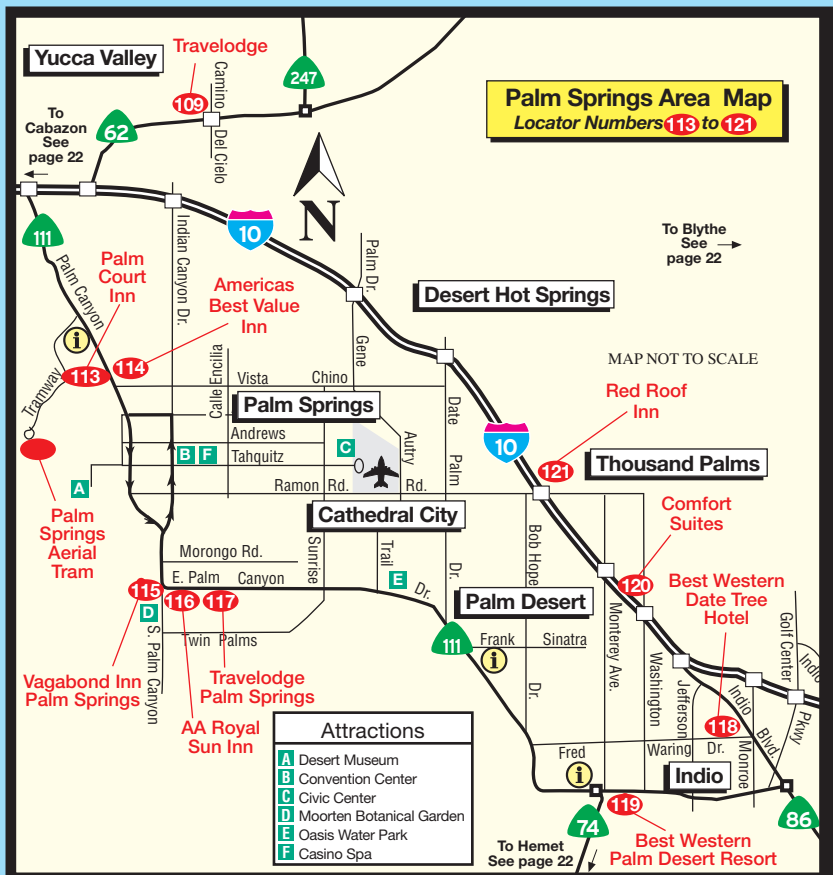 Yucca Valley
Travelodge
109
Camino
Del Cielo
247
62
To
Cabazon
See
page 22
Palm Springs Area Map
Locator Numbers 113 to 121
N
10
111
Palm Canyon
Indian Canyon Dr.
Palm Dr.
To Blythe
See
page 22
Palm
Court
Inn
Americas
Best Value
Inn
Desert Hot Springs
i
113
114
Tramway
Calle Encilia
Vista Chino
Gene
Autry
Date
Palm
Dr.
MAP NOT TO SCALE
Red Roof
Inn
Palm Springs
Andrews
B
F
Tahquitz
C
10
121
Thousand Palms
A
Ramon Rd.
Rd.
Palm
Springs
Aerial
Tram
Cathedral City
Comfort
Suites
Morongo Rd.
Sunrise
Trail
Bob Hope
Dr.
120
Best Western
Date Tree
Hotel
Golf Center
Pkwy
Indio
115
D
116
117
E. Palm Canyon Dr.
E
Palm Desert
Monterey Ave.
Washington
Jefferson
Indio
Blvd.
Monroe
S. Palm Canyon
Twin Palms
111
Frank Sinatra
i
Vagabond Inn
Palm Springs
AA Royal
Sun Inn
Travelodge
Palm Springs
118
Fred Waring Dr.
i
Indio
Attractions
A Desert Museum
B Convention Center
C Civic Center
D Moorten Botanical Garden
E Oasis Water Park
F Casino Spa
119
74
86
To Hemet
See page 22
Best Western
Palm Desert Resort